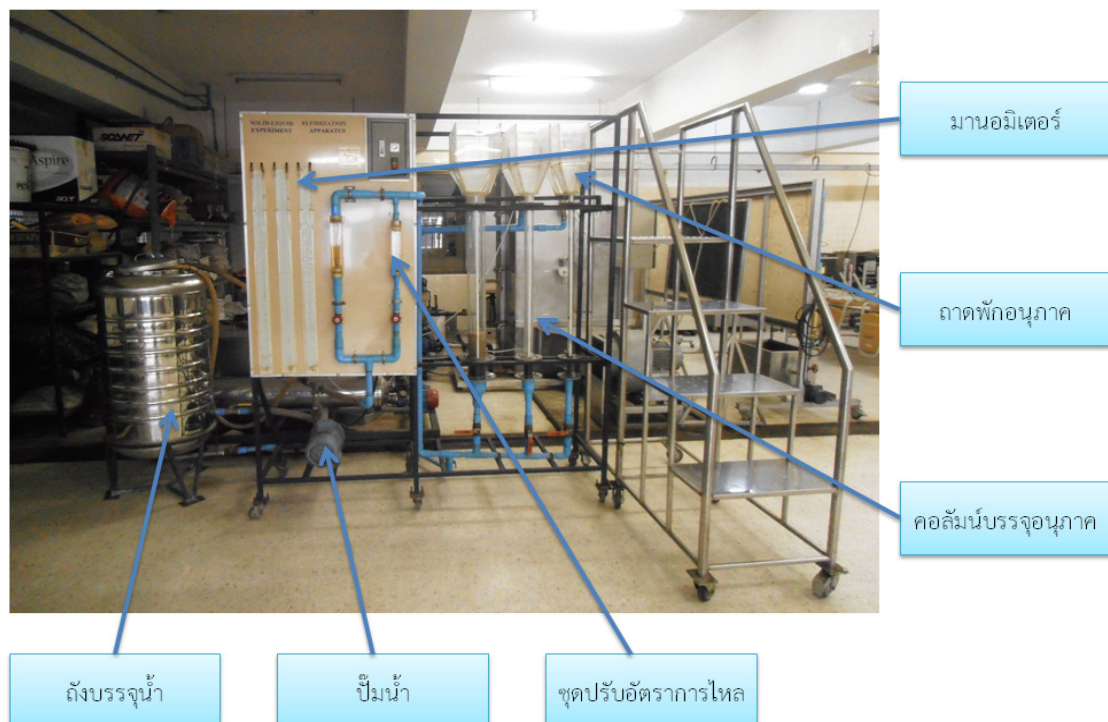 SOLID-LIQUID FLUIDIZATION
EXPERIMENT APPARATUS
SCANET
Aspire
acer
มานอมิเตอร์
ถาดพักอนุภาค
คอลัมน์บรรจุอนุภาค
ถังบรรจุน้ำ
ปั๊มน้ำ
ชุดปรับอัตราการไหล